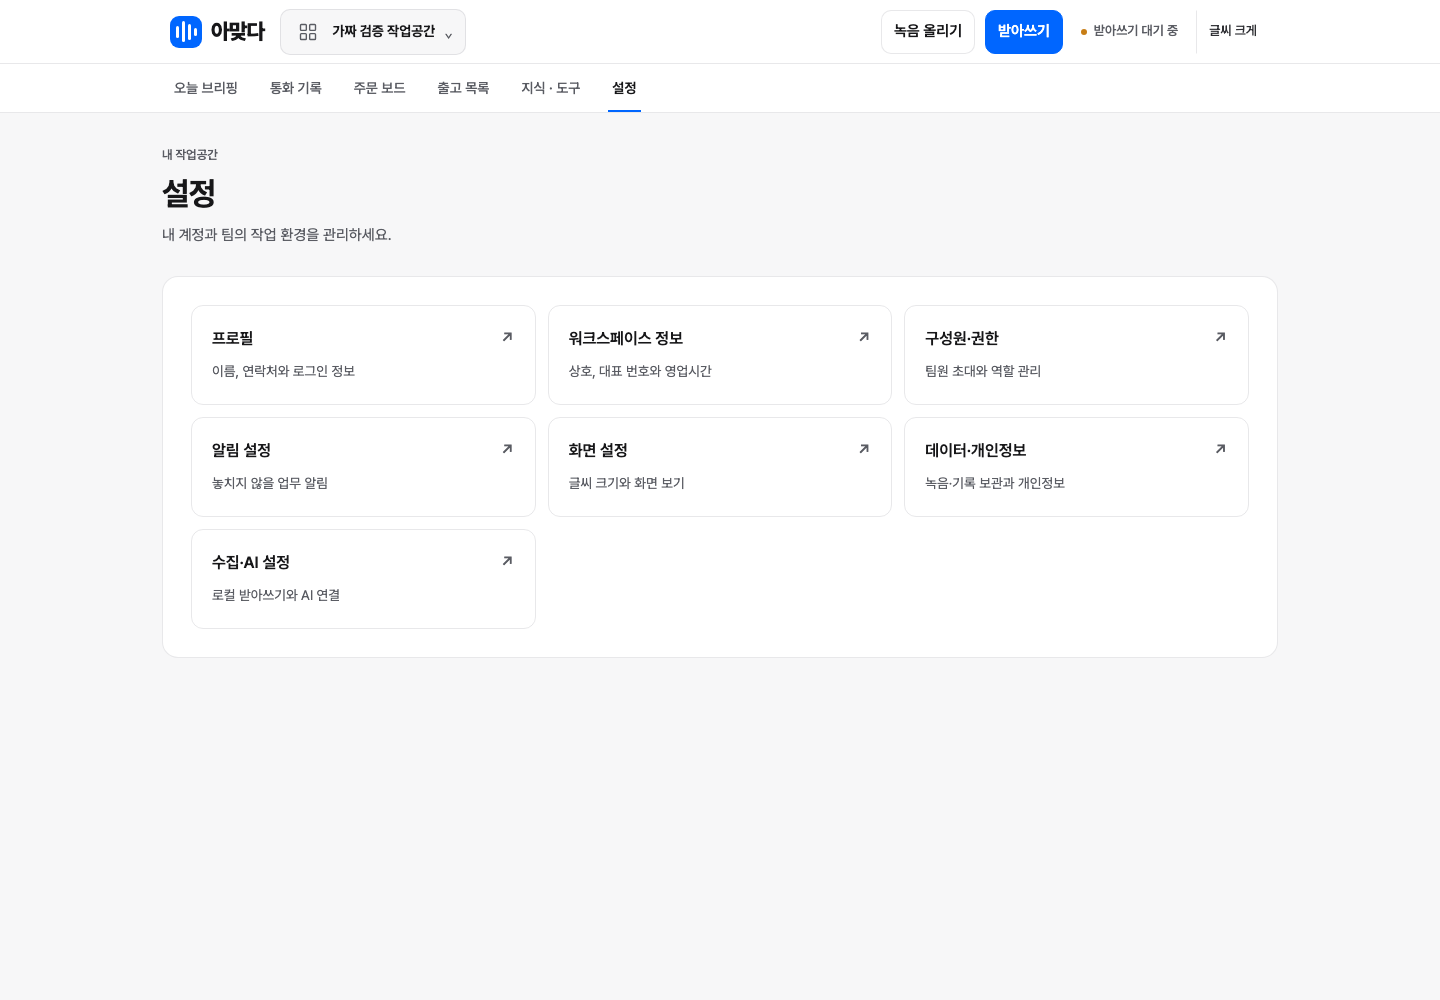 아맞다
가짜 검증 작업공간
녹음 올리기
받아쓰기
받아쓰기 대기 중
글씨 크게
오늘 브리핑
통화 기록
주문 보드
출고 목록
지식 · 도구
설정
내 작업공간
설정
내 계정과 팀의 작업 환경을 관리하세요.
프로필
이름, 연락처와 로그인 정보
워크스페이스 정보
상호, 대표 번호와 영업시간
구성원·권한
팀원 초대와 역할 관리
알림 설정
놓치지 않을 업무 알림
화면 설정
글씨 크기와 화면 보기
데이터·개인정보
녹음·기록 보관과 개인정보
수집·AI 설정
로컬 받아쓰기와 AI 연결